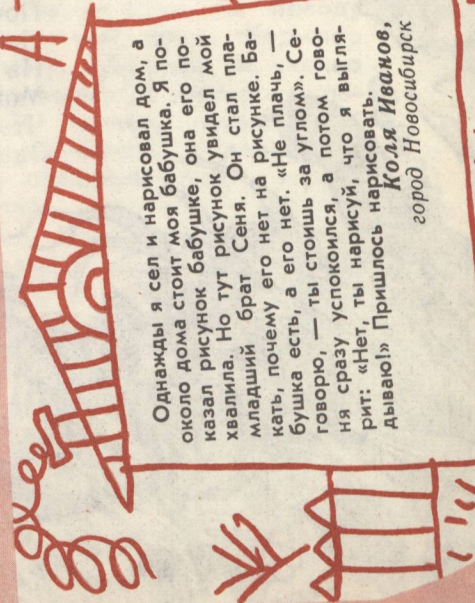 А-
Однажды я сел и нарисовал дом, а
около дома стоит моя бабушка. Я по-
казал рисунок бабушке, она его по-
хвалила. Но тут рисунок увидел мой
младший брат Сеня. Он стал пла-
кать, почему его нет на рисунке. Ба-
бушка есть, а его нет. «Не плачь, —
говорю, — ты стоишь за углом». Се-
ня сразу успокоился, а потом гово-
рит: «Нет, ты нарисуй, что я выгля-
дываю!» Пришлось нарисовать.
Коля Иванов,
город Новосибирск